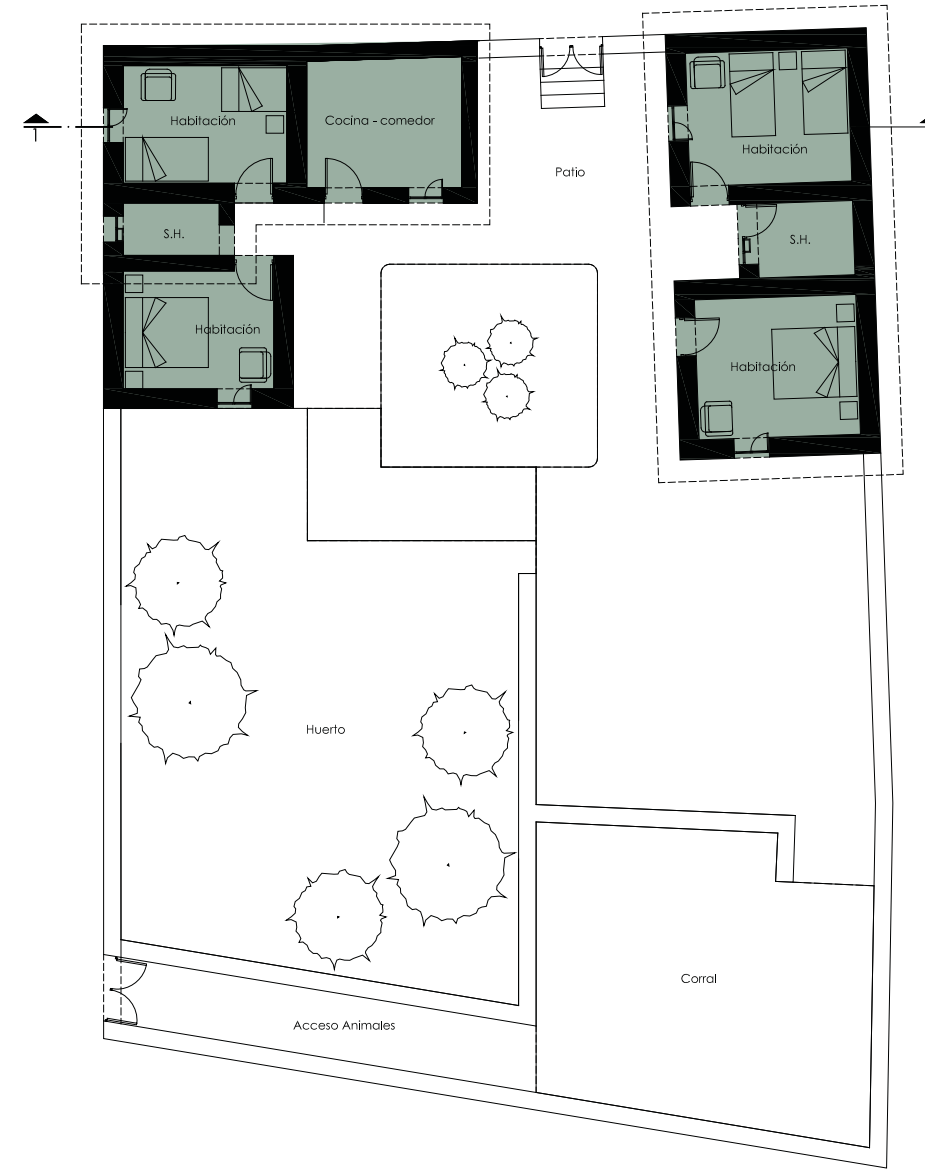 Habitación
Cocina - comedor
Patio
Habitación
S.H.
S.H.
Habitación
Habitación
Huerto
Corral
Acceso Animales
1